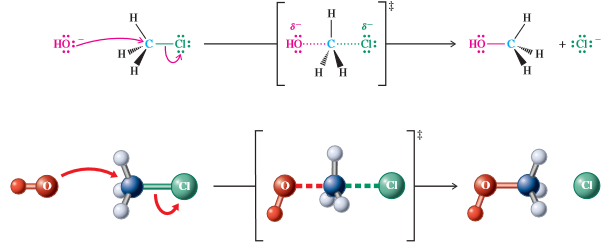 H H
δ− δ− ‡
HO:− C Cl: HO C Cl: HO C + :Cl:−
H H H
H H H H
‡
O Cl O Cl O Cl